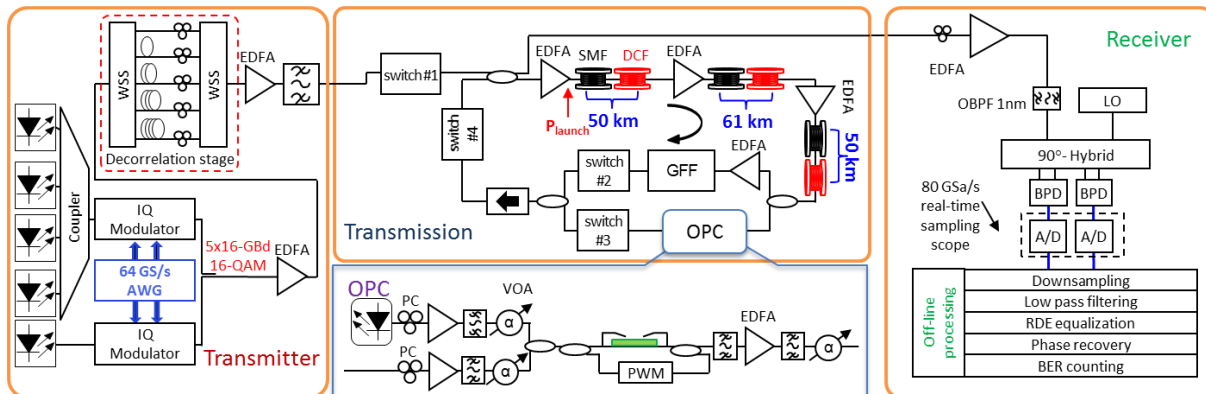 WSS
WSS
Decorrelation stage
EDFA
Coupler
IQ
Modulator
64 GS/s
AWG
IQ
Modulator
5x16-GBd
16-QAM
EDFA
Transmitter
switch #1
EDFA
SMF
DCF
EDFA
EDFA
Plaunch
50 km
61 km
50 km
switch
#4
switch
#2
GFF
EDFA
switch
#3
OPC
Transmission
OPC
PC
VOA
α
PC
α
PWM
EDFA
α
Receiver
EDFA
OBPF 1nm
LO
90°- Hybrid
80 GSa/s
real-time
sampling
scope
BPD
BPD
A/D
A/D
Off-line
processing
Downsampling
Low pass filtering
RDE equalization
Phase recovery
BER counting